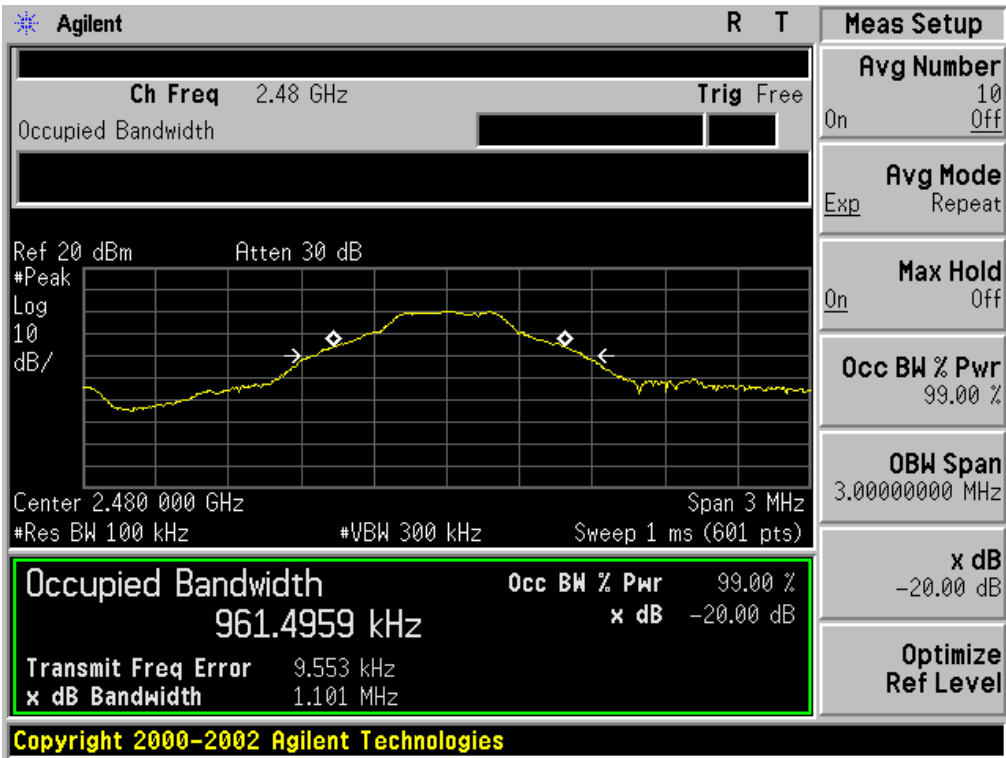 Agilent R T
Ch Freq 2.48 GHz Trig Free
Occupied Bandwidth
Ref 20 dBm Atten 30 dB
#Peak
Log
10
dB/
Center 2.480 000 GHz Span 3 MHz
#Res BW 100 kHz #VBW 300 kHz Sweep 1 ms (601 pts)
Occupied Bandwidth
961.4959 kHz
Occ BW % Pwr 99.00 %
x dB -20.00 dB
Transmit Freq Error 9.553 kHz
x dB Bandwidth 1.101 MHz
Copyright 2000-2002 Agilent Technologies
Meas Setup
Avg Number
10
On Off
Avg Mode
Exp Repeat
Max Hold
On Off
Occ BW % Pwr
99.00 %
OBW Span
3.00000000 MHz
x dB
-20.00 dB
Optimize
Ref Level